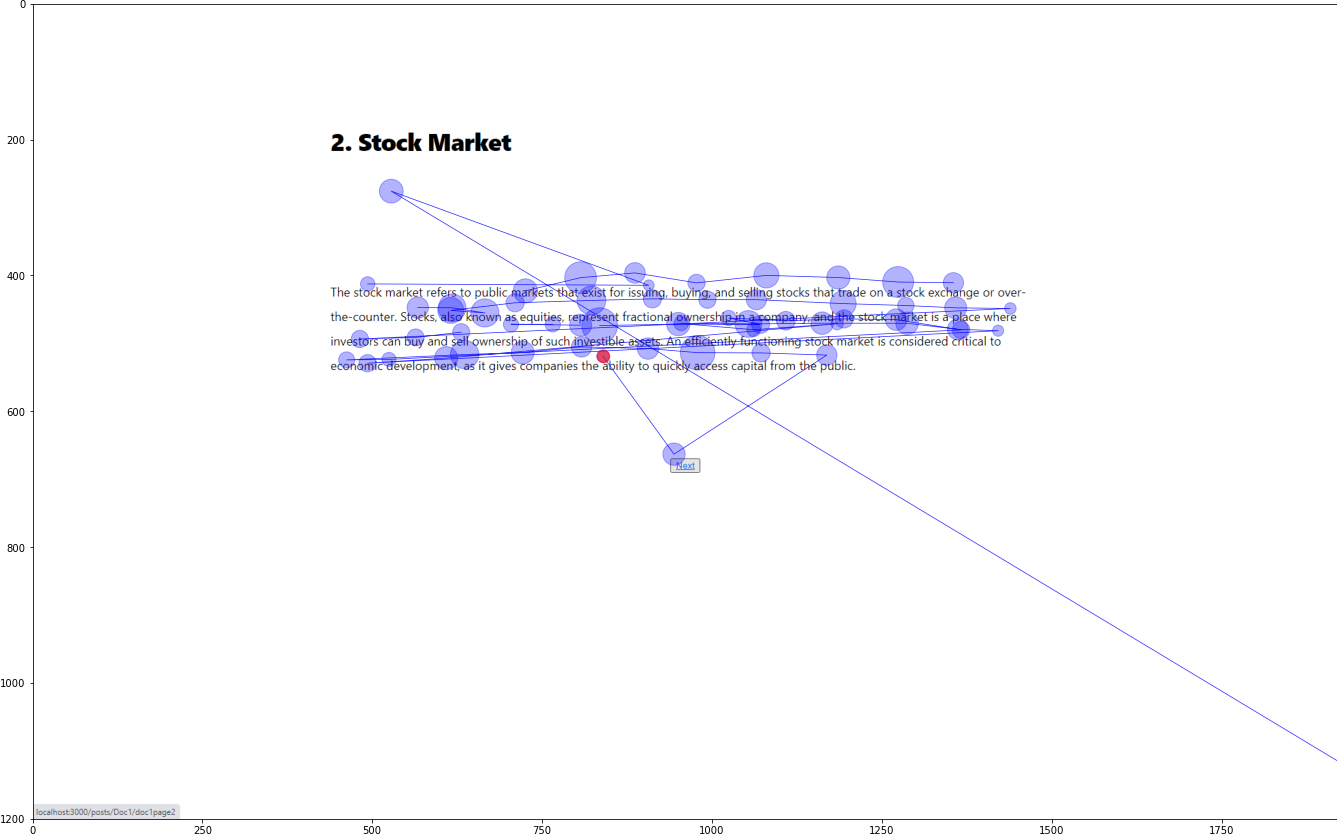 0
200
2. Stock Market
400
The stock market refers to public markets that exist for issuing, buying, and selling stocks that trade on a stock exchange or over-
the-counter. Stocks, also known as equities, represent fractional ownership in a company, and the stock market is a place where
investors can buy and sell ownership of such investible assets. An efficiently functioning stock market is considered critical to
economic development, as it gives companies the ability to quickly access capital from the public.
600
Next
800
1000
localhost:3000/posts/Doc1/doc1page2
1200
0 250 500 750 1000 1250 1500 1750